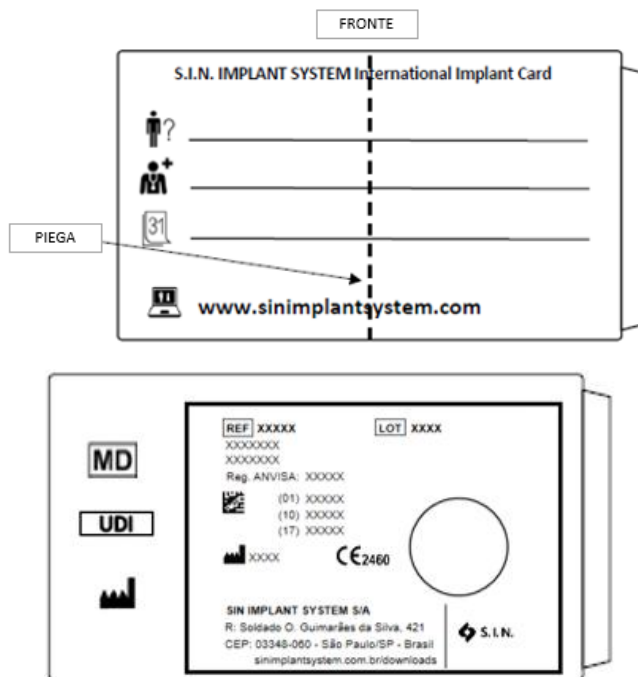 FRONTE
S.I.N. IMPLANT SYSTEM International Implant Card
?
31
PIEGA
www.sinimplantsystem.com
REF XXXXX LOT XXXX
XXXXXXX
XXXXXXX
Reg. ANVISA: XXXXX
MD
(01) XXXXX
(10) XXXXX
UDI
(17) XXXXX
XXXX CE2460
SIN IMPLANT SYSTEM S/A
R: Soldado O. Guimarães da Silva, 421
S.I.N.
CEP: 03348-060 - São Paulo/SP - Brasil
sinimplantsystem.com.br/downloads